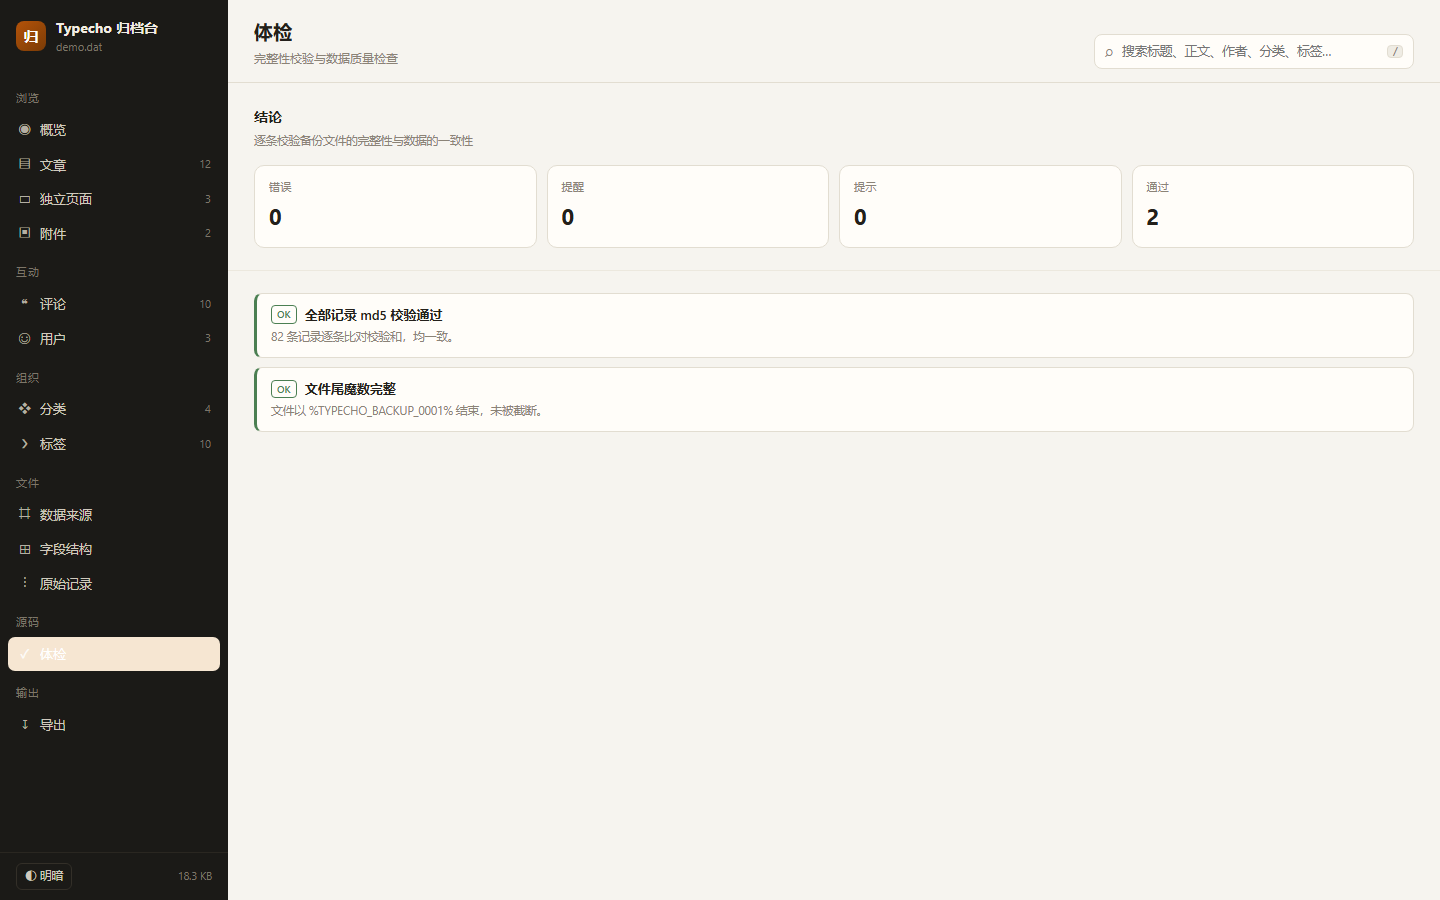 归
Typecho 归档台
demo.dat
浏览
概览
文章 12
独立页面 3
附件 2
互动
评论 10
用户 3
组织
分类 4
标签 10
文件
数据来源
字段结构
原始记录
源码
体检
输出
导出
明暗 18.3 KB
体检
完整性校验与数据质量检查
搜索标题、正文、作者、分类、标签... /
结论
逐条校验备份文件的完整性与数据的一致性
错误 提醒 提示 通过
0 0 0 2
OK 全部记录 md5 校验通过
82 条记录逐条比对校验和，均一致。
OK 文件尾魔数完整
文件以 %TYPECHO_BACKUP_0001% 结束，未被截断。